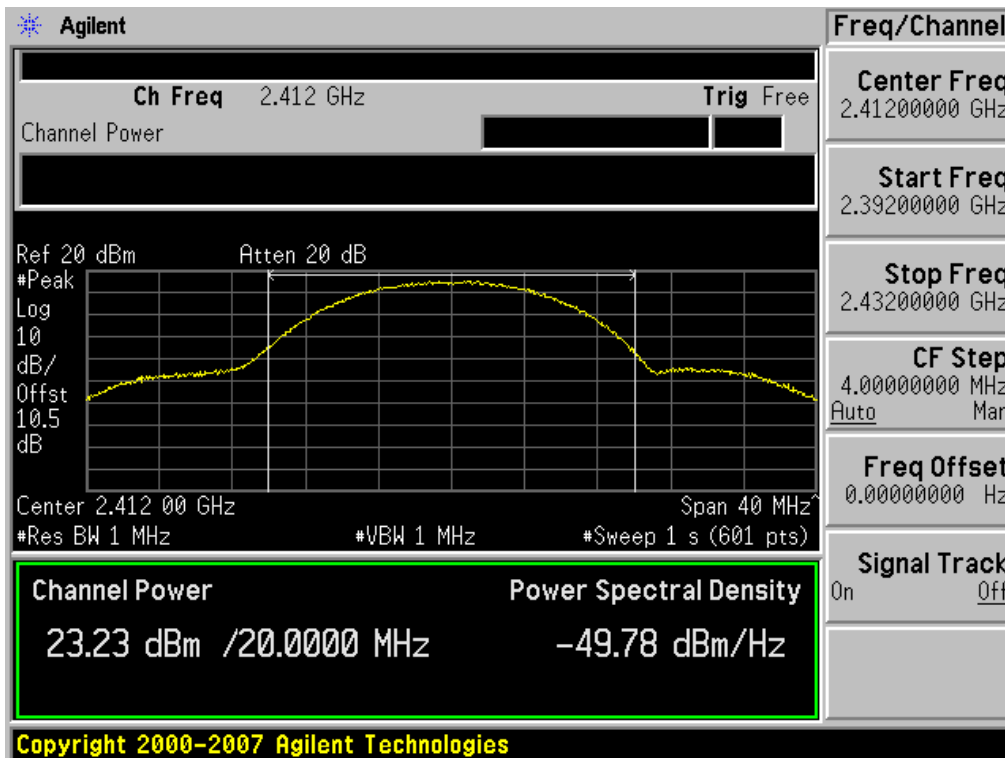 Agilent
Freq/Channel
Ch Freq 2.412 GHz Trig Free
Channel Power
Center Freq
2.41200000 GHz
Start Freq
2.39200000 GHz
Stop Freq
2.43200000 GHz
CF Step
4.00000000 MHz
Auto Man
Freq Offset
0.00000000 Hz
Signal Track
On Off
Ref 20 dBm Atten 20 dB
#Peak
Log
10
dB/
Offst
10.5
dB
Center 2.412 00 GHz Span 40 MHz^
#Res BW 1 MHz #VBW 1 MHz #Sweep 1 s (601 pts)
Channel Power Power Spectral Density
23.23 dBm /20.0000 MHz -49.78 dBm/Hz
Copyright 2000-2007 Agilent Technologies